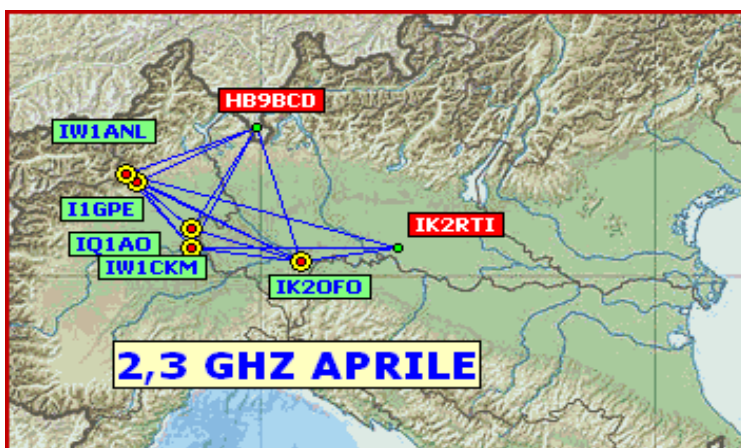 HB9BCD
IW1ANL
I1GPE
IK2RTI
IQ1AO
IW1CKM
IK2OFO
2,3 GHZ APRILE